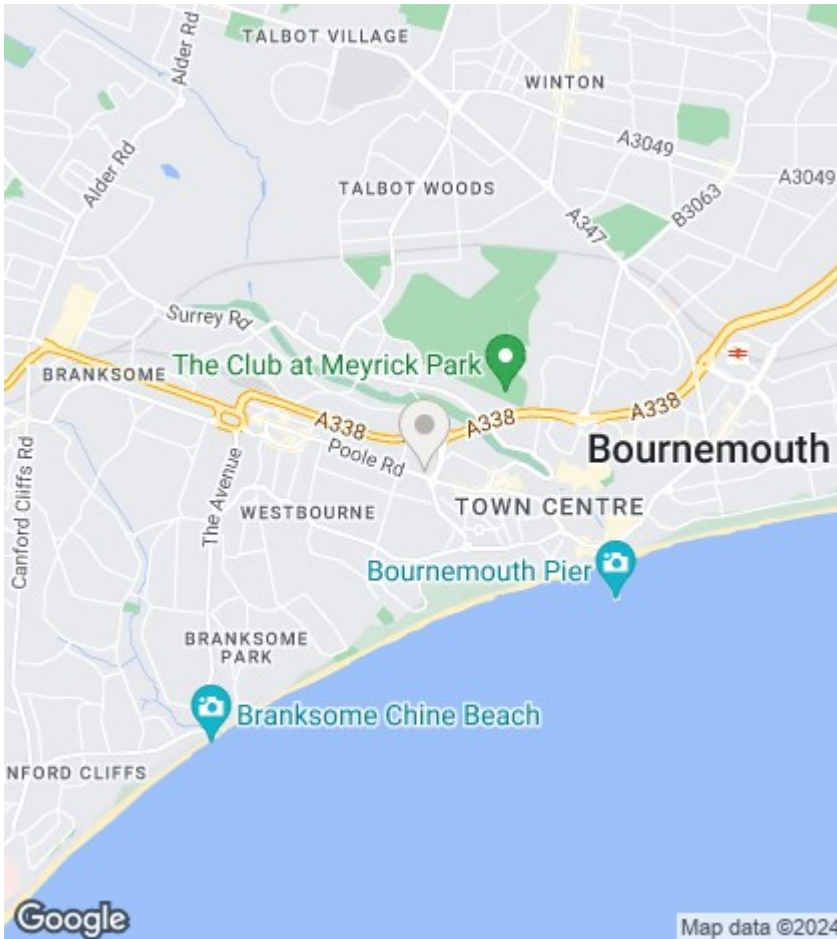 TALBOT VILLAGE
Alder Rd
WINTON
A3049
A3049
Alder Rd
TALBOT WOODS
B3063
A347
Surrey Rd
The Club at Meyrick Park
BRANKSOME
A338
A338
A338
Poole Rd
Bournemouth
Canford Cliffs Rd
The Avenue
WESTBOURNE
TOWN CENTRE
Bournemouth Pier
BRANKSOME
PARK
Branksome Chine Beach
NFORD CLIFFS
Google
Map data ©2024